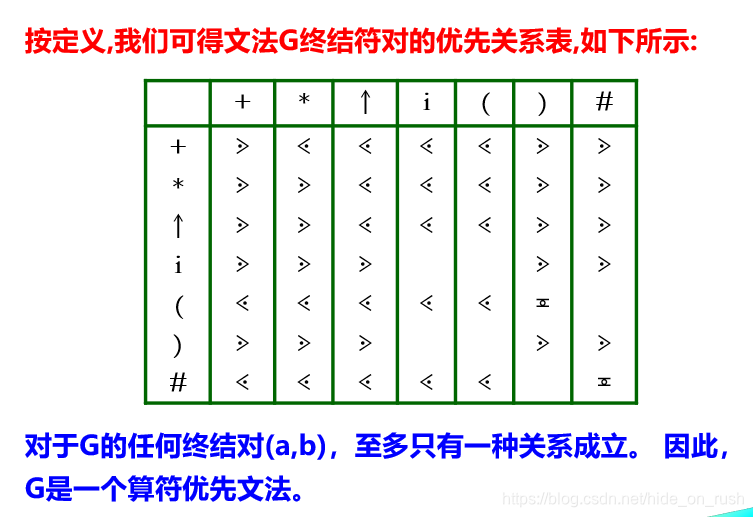 按定义,我们可得文法G终结符对的优先关系表,如下所示:
+ * ↑ i ( ) #
+ ⋗ ⋖ ⋖ ⋖ ⋖ ⋗ ⋗
* ⋗ ⋗ ⋖ ⋖ ⋖ ⋗ ⋗
↑ ⋗ ⋗ ⋖ ⋖ ⋖ ⋗ ⋗
i ⋗ ⋗ ⋗ ⋗ ⋗
( ⋖ ⋖ ⋖ ⋖ ⋖ ≖
) ⋗ ⋗ ⋗ ⋗ ⋗
# ⋖ ⋖ ⋖ ⋖ ⋖ ≖
对于G的任何终结对(a,b)，至多只有一种关系成立。 因此，
G是一个算符优先文法。
https://blog.csdn.net/hide_on_rush